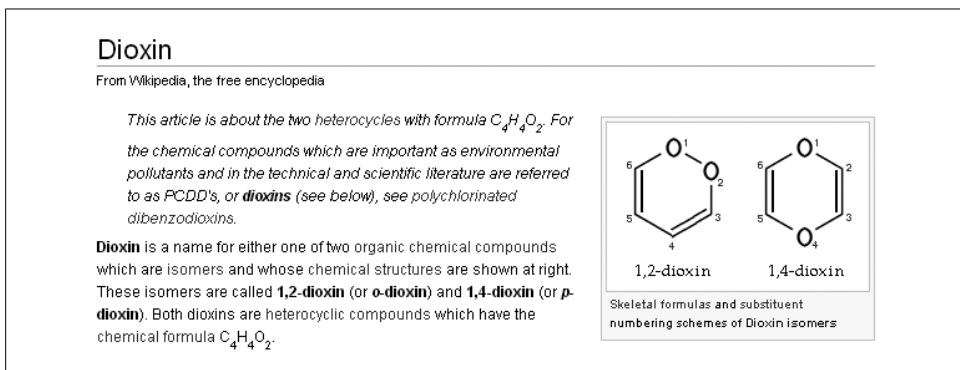 Dioxin
From Wikipedia, the free encyclopedia
This article is about the two heterocycles with formula C4H4O2. For
the chemical compounds which are important as environmental
pollutants and in the technical and scientific literature are referred
to as PCDD's, or dioxins (see below), see polychlorinated
dibenzodioxins.
Dioxin is a name for either one of two organic chemical compounds
which are isomers and whose chemical structures are shown at right.
These isomers are called 1,2-dioxin (or o-dioxin) and 1,4-dioxin (or p-
dioxin). Both dioxins are heterocyclic compounds which have the
chemical formula C4H4O2.
O1
6 O
2
5 3
4
1,2-dioxin
O1
6 2
5 3
O4
1,4-dioxin
Skeletal formulas and substituent
numbering schemes of Dioxin isomers